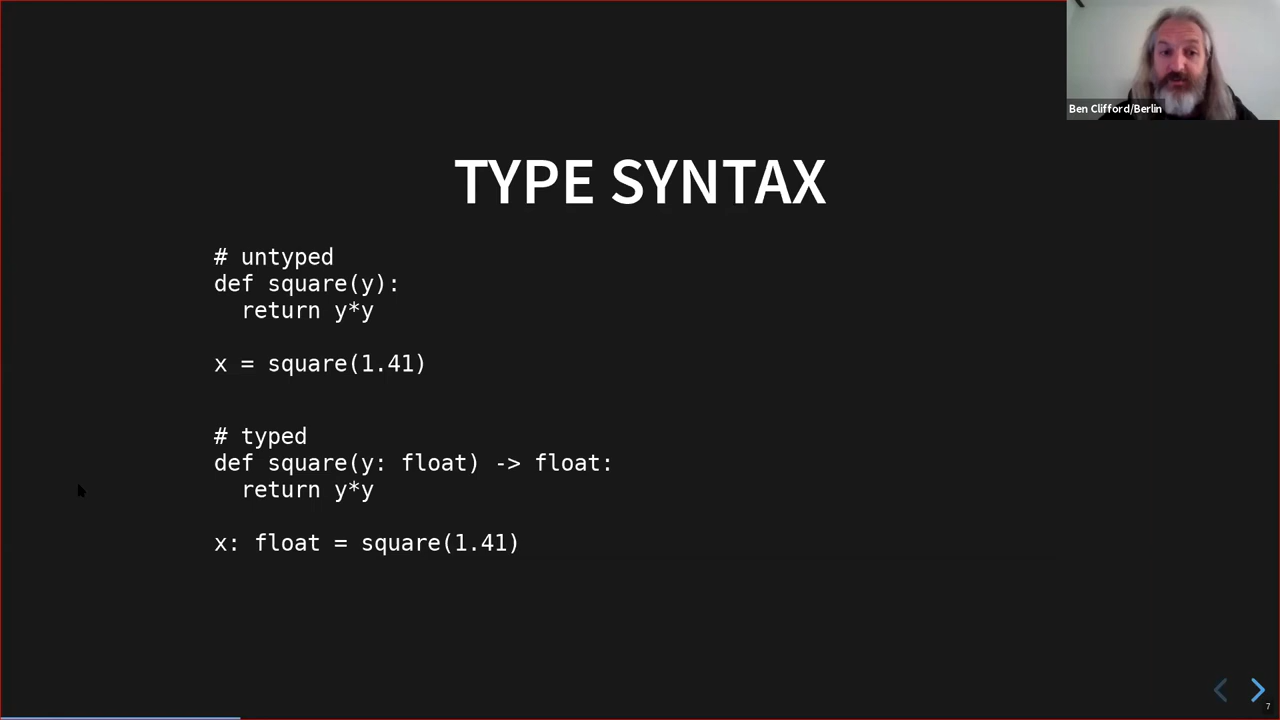 Ben Clifford/Berlin
TYPE SYNTAX
# untyped
def square(y):
  return y*y
x = square(1.41)
# typed
def square(y: float) -> float:
  return y*y
x: float = square(1.41)
7